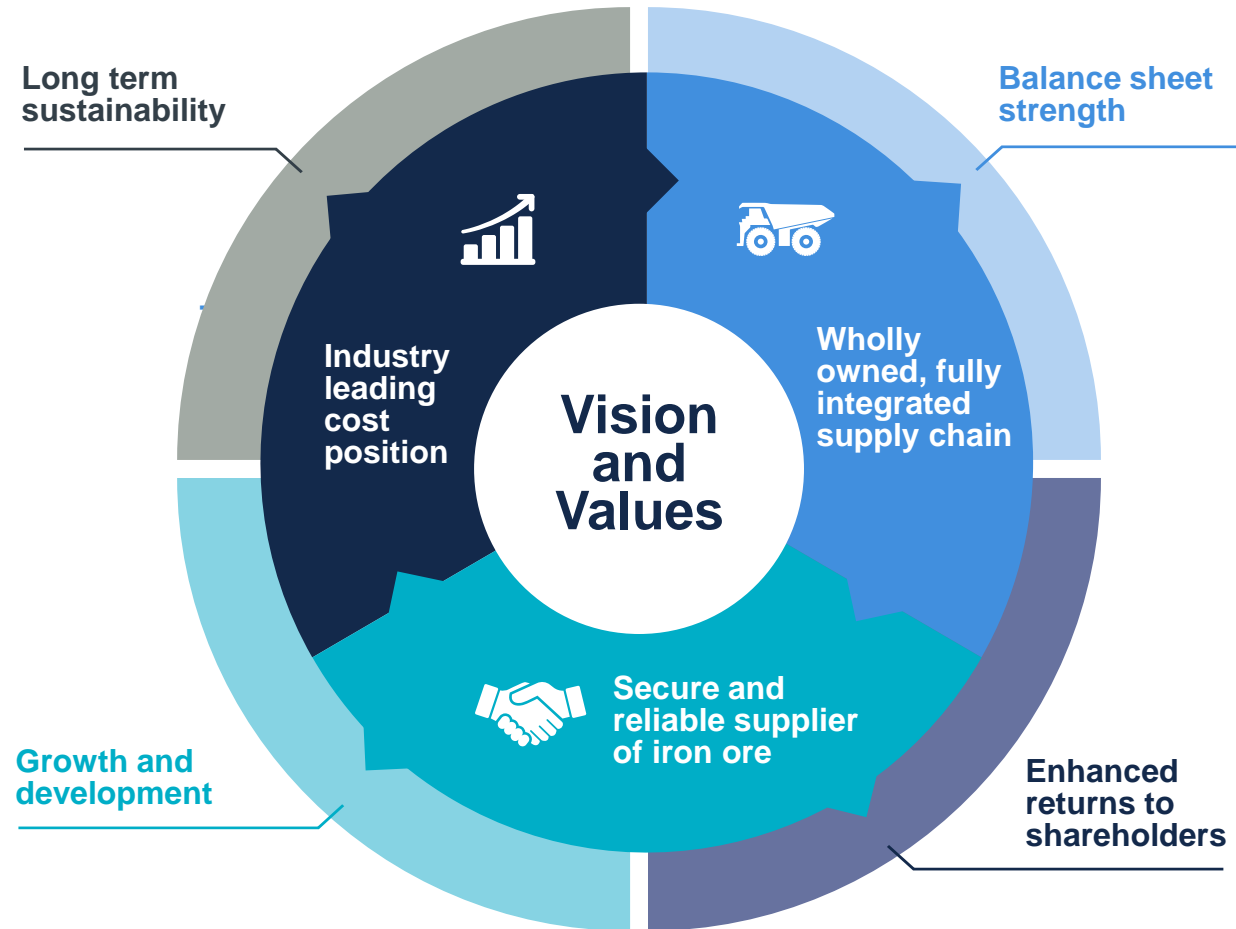 Long term
sustainability
Balance sheet
strength
Industry
leading
cost
position
Wholly
owned, fully
integrated
supply chain
Vision
and
Values
Secure and
reliable supplier
of iron ore
Growth and
development
Enhanced
returns to
shareholders